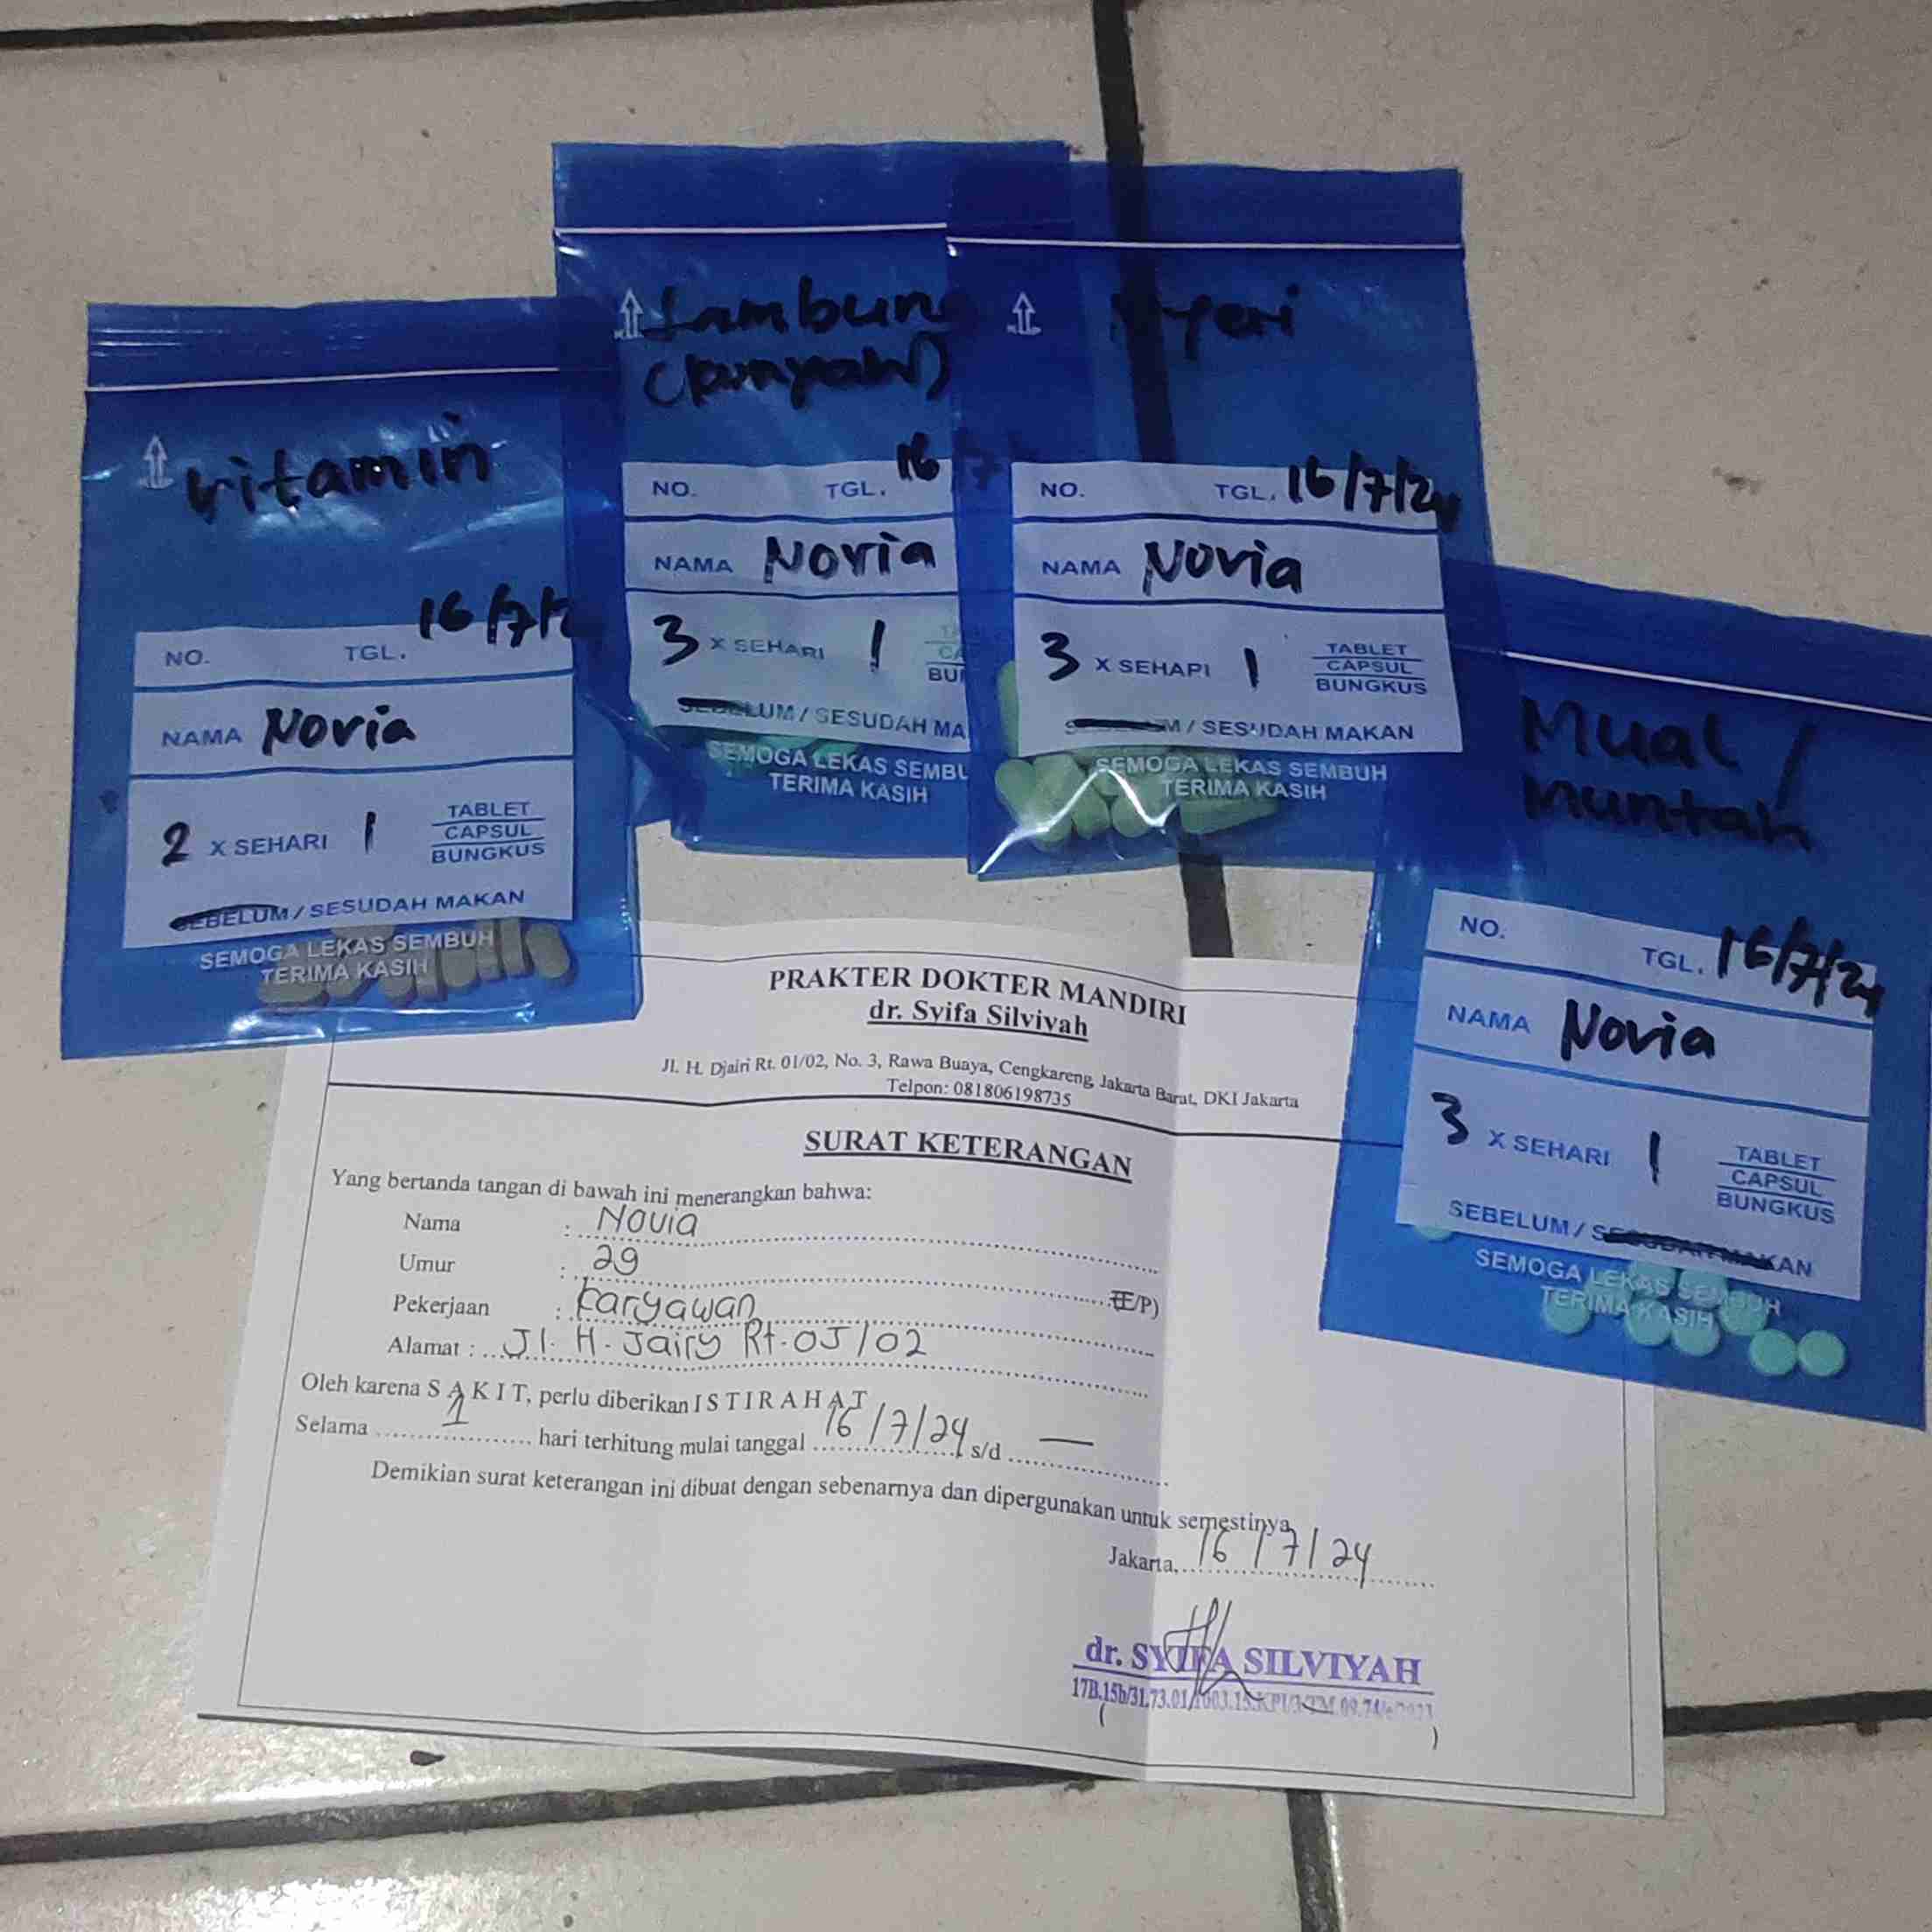 vitamin
16/7/2
NO. TGL.
NAMA Novia
2 X SEHARI 1 TABLET
CAPSUL
BUNGKUS
SEBELUM / SESUDAH MAKAN
SEMOGA LEKAS SEMBUH
TERIMA KASIH
Lambung
(kunyah)
NO. TGL. 16
NAMA Novia
3 X SEHARI 1
SEBELUM / SESUDAH MA
SEMOGA LEKAS SEMBU
TERIMA KASIH
Nyeri
NO. TGL. 16/7/24
NAMA Novia
3 X SEHARI 1 TABLET
CAPSUL
BUNGKUS
/ SESUDAH MAKAN
SEMOGA LEKAS SEMBUH
TERIMA KASIH
Mual /
Muntah
NO. TGL. 16/7/24
NAMA Novia
3 X SEHARI 1 TABLET
CAPSUL
BUNGKUS
SEBELUM / SESUDAH MAKAN
SEMOGA LEKAS SEMBUH
TERIMA KASIH
PRAKTER DOKTER MANDIRI
dr. Syifa Silviyah
Jl. H. Djairi Rt. 01/02, No. 3, Rawa Buaya, Cengkareng, Jakarta Barat, DKI Jakarta
Telpon: 081806198735
SURAT KETERANGAN
Yang bertanda tangan di bawah ini menerangkan bahwa:
Nama : Novia
Umur : 29 (L/P)
Pekerjaan : karyawan
Alamat : Jl. H. Jairy Rt. 05/02
Oleh karena S A K I T, perlu diberikan I S T I R A H A T
Selama 1 hari terhitung mulai tanggal 16/7/24 s/d —
Demikian surat keterangan ini dibuat dengan sebenarnya dan dipergunakan untuk semestinya.
Jakarta, 16/7/24
dr. SYIFA SILVIYAH